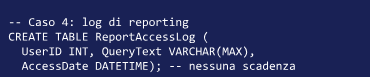 -- Caso 4: log di reporting
CREATE TABLE ReportAccessLog (
UserID INT, QueryText VARCHAR(MAX),
AccessDate DATETIME); -- nessuna scadenza